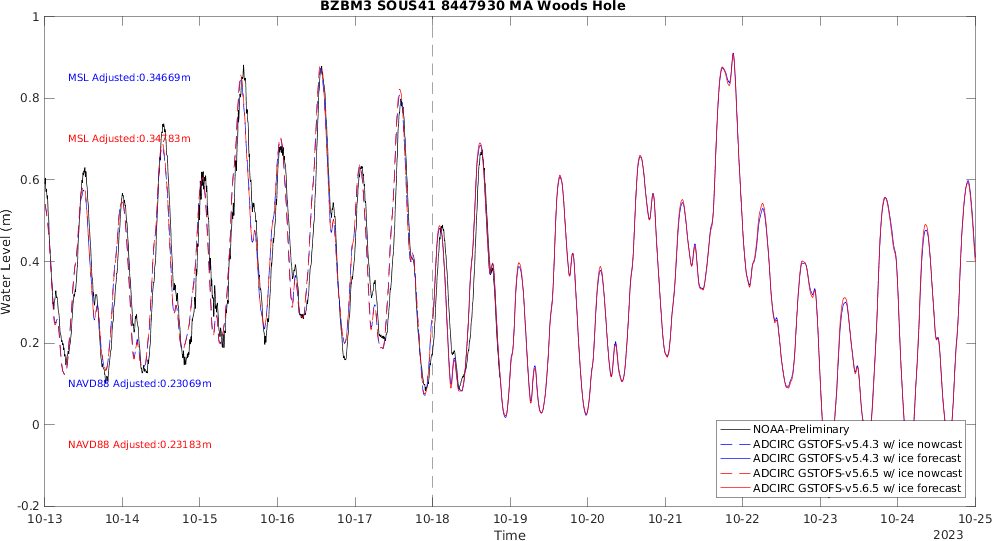 BZBM3 SOUS41 8447930 MA Woods Hole
1
0.8
0.6
0.4
0.2
0
-0.2
Water Level (m)
MSL Adjusted:0.34669m
MSL Adjusted:0.34783m
NAVD88 Adjusted:0.23069m
NAVD88 Adjusted:0.23183m
NOAA-Preliminary
ADCIRC GSTOFS-v5.4.3 w/ ice nowcast
ADCIRC GSTOFS-v5.4.3 w/ ice forecast
ADCIRC GSTOFS-v5.6.5 w/ ice nowcast
ADCIRC GSTOFS-v5.6.5 w/ ice forecast
10-13 10-14 10-15 10-16 10-17 10-18 10-19 10-20 10-21 10-22 10-23 10-24 10-25
Time
2023